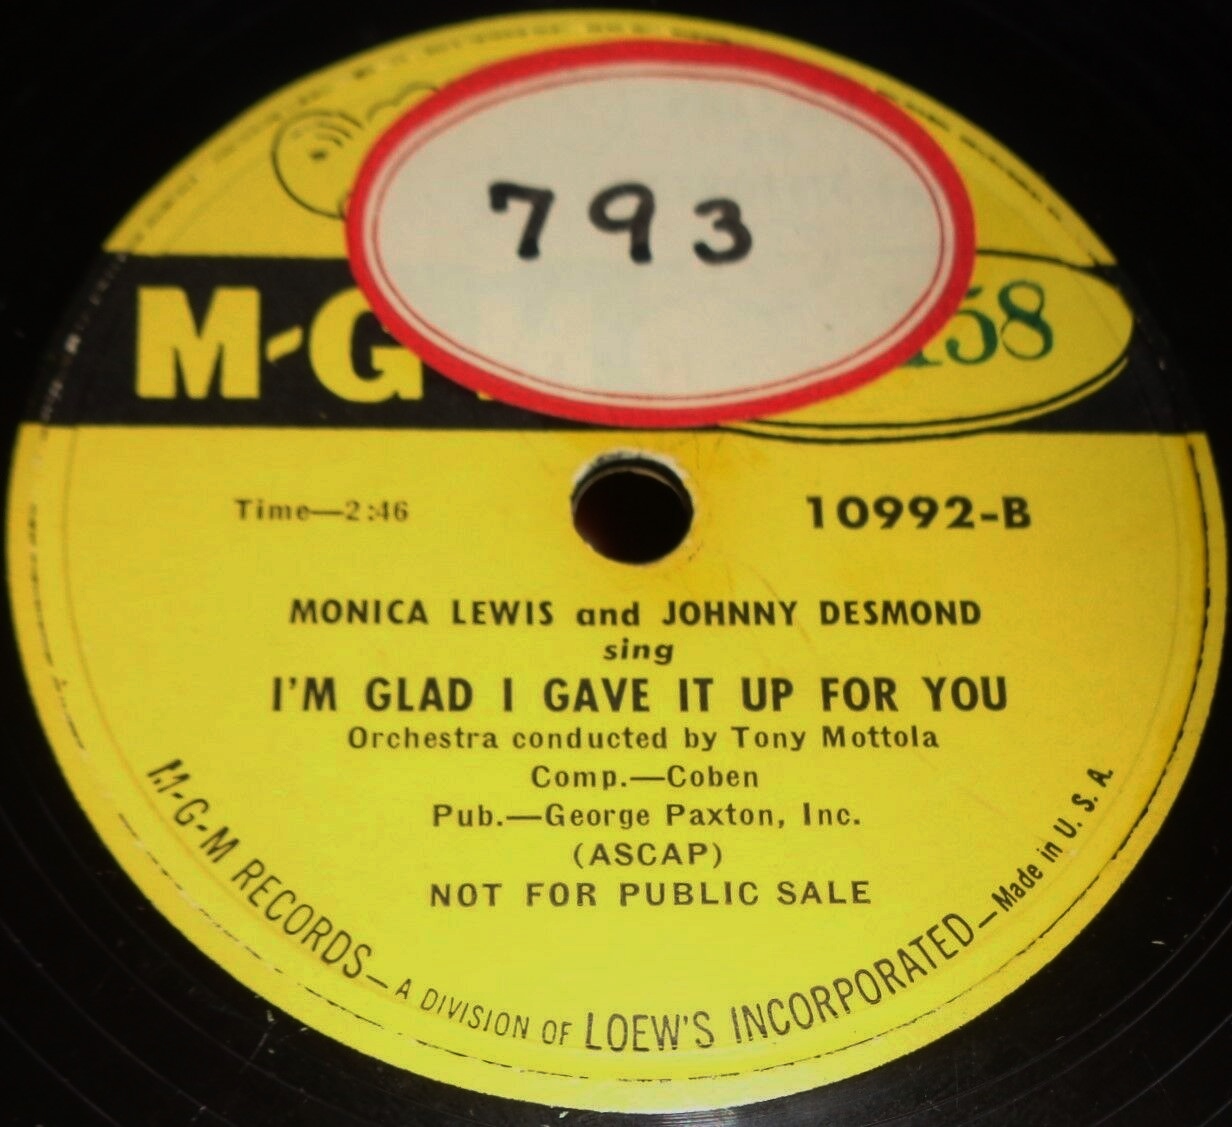 793
M-G
58
Time—2:46
10992-B
MONICA LEWIS and JOHNNY DESMOND
sing
I'M GLAD I GAVE IT UP FOR YOU
Orchestra conducted by Tony Mottola
Comp.—Coben
Pub.—George Paxton, Inc.
(ASCAP)
NOT FOR PUBLIC SALE
M-G-M RECORDS—A DIVISION OF LOEW'S INCORPORATED—Made in U. S. A.